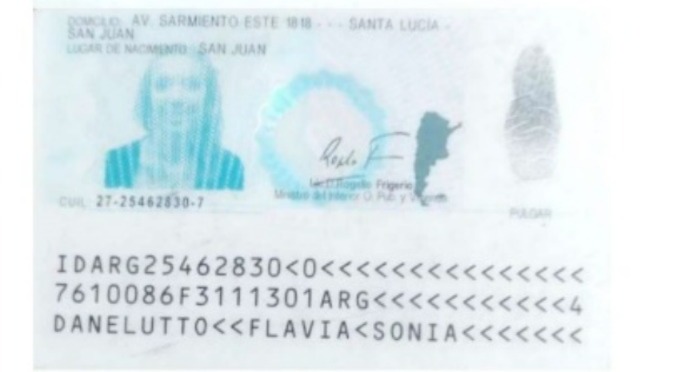 DOMICILIO: AV. SARMIENTO ESTE 1818 - - - SANTA LUCIA -
SAN JUAN
LUGAR DE NACIMIENTO: SAN JUAN
Lic. D. Rogelio Frigerio
Ministro del Interior O. Púb. y Vivienda
CUIL: 27-25462830-7
PULGAR
IDARG25462830<0<<<<<<<<<<<<<<<
7610086F3111301ARG<<<<<<<<<<<4
DANELUTTO<<FLAVIA<SONIA<<<<<<<